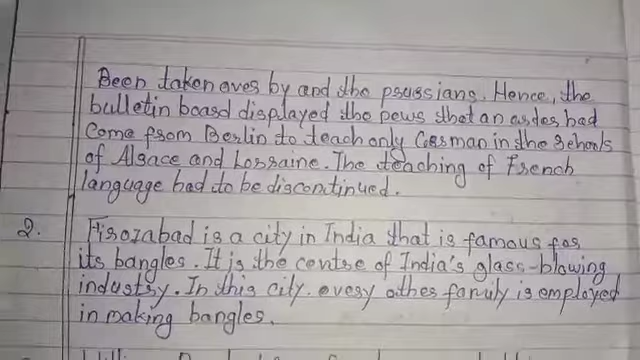 Been taken over by and the prussians. Hence, the
bulletin board displayed the news that an order had
Come from Berlin to teach only German in the schools
of Alsace and Lorraine. The teaching of French
language had to be discontinued.
2. Firozabad is a city in India that is famous for
its bangles. It is the centre of India's glass-blowing
industry. In this city. every other family is employed
in making bangles.